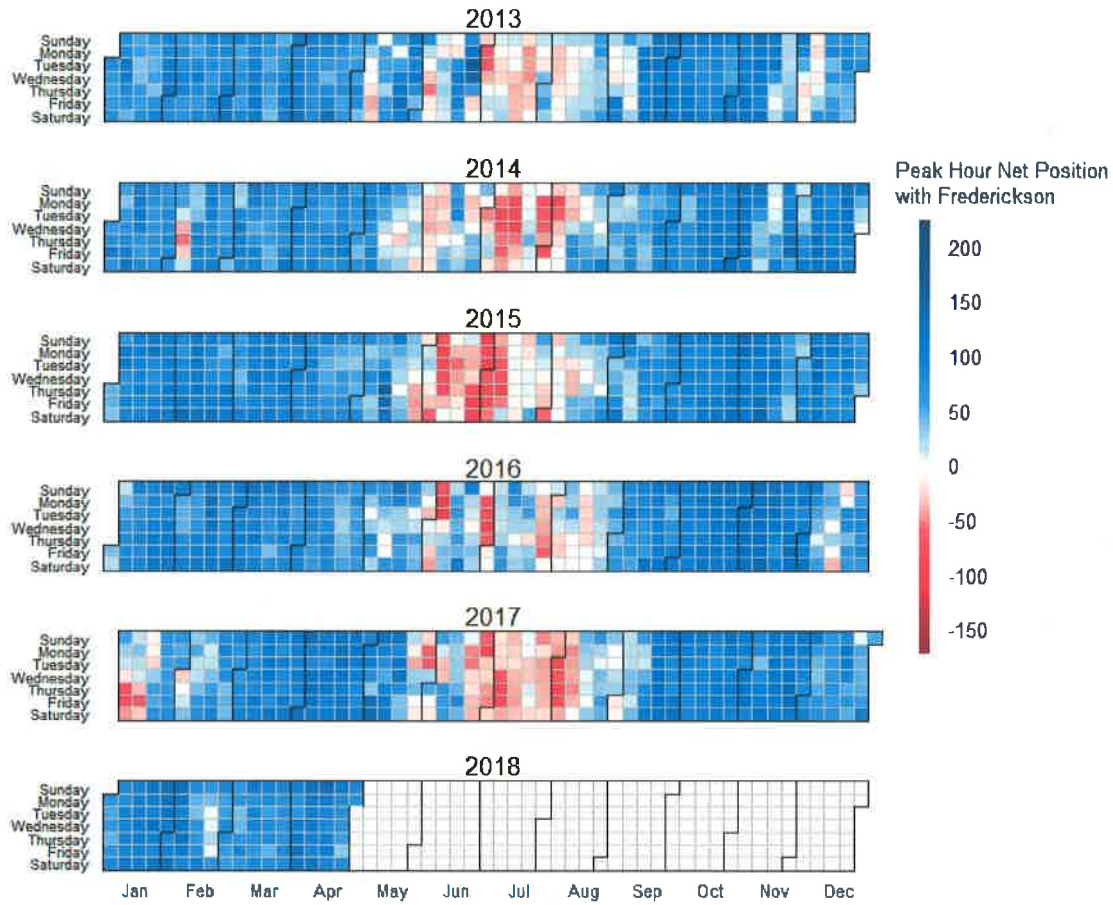 2013
Sunday
Monday
Tuesday
Wednesday
Thursday
Friday
Saturday
2014
Sunday
Monday
Tuesday
Wednesday
Thursday
Friday
Saturday
Peak Hour Net Position
with Frederickson
200
150
100
50
0
-50
-100
-150
2015
Sunday
Monday
Tuesday
Wednesday
Thursday
Friday
Saturday
2016
Sunday
Monday
Tuesday
Wednesday
Thursday
Friday
Saturday
2017
Sunday
Monday
Tuesday
Wednesday
Thursday
Friday
Saturday
2018
Sunday
Monday
Tuesday
Wednesday
Thursday
Friday
Saturday
Jan Feb Mar Apr May Jun Jul Aug Sep Oct Nov Dec